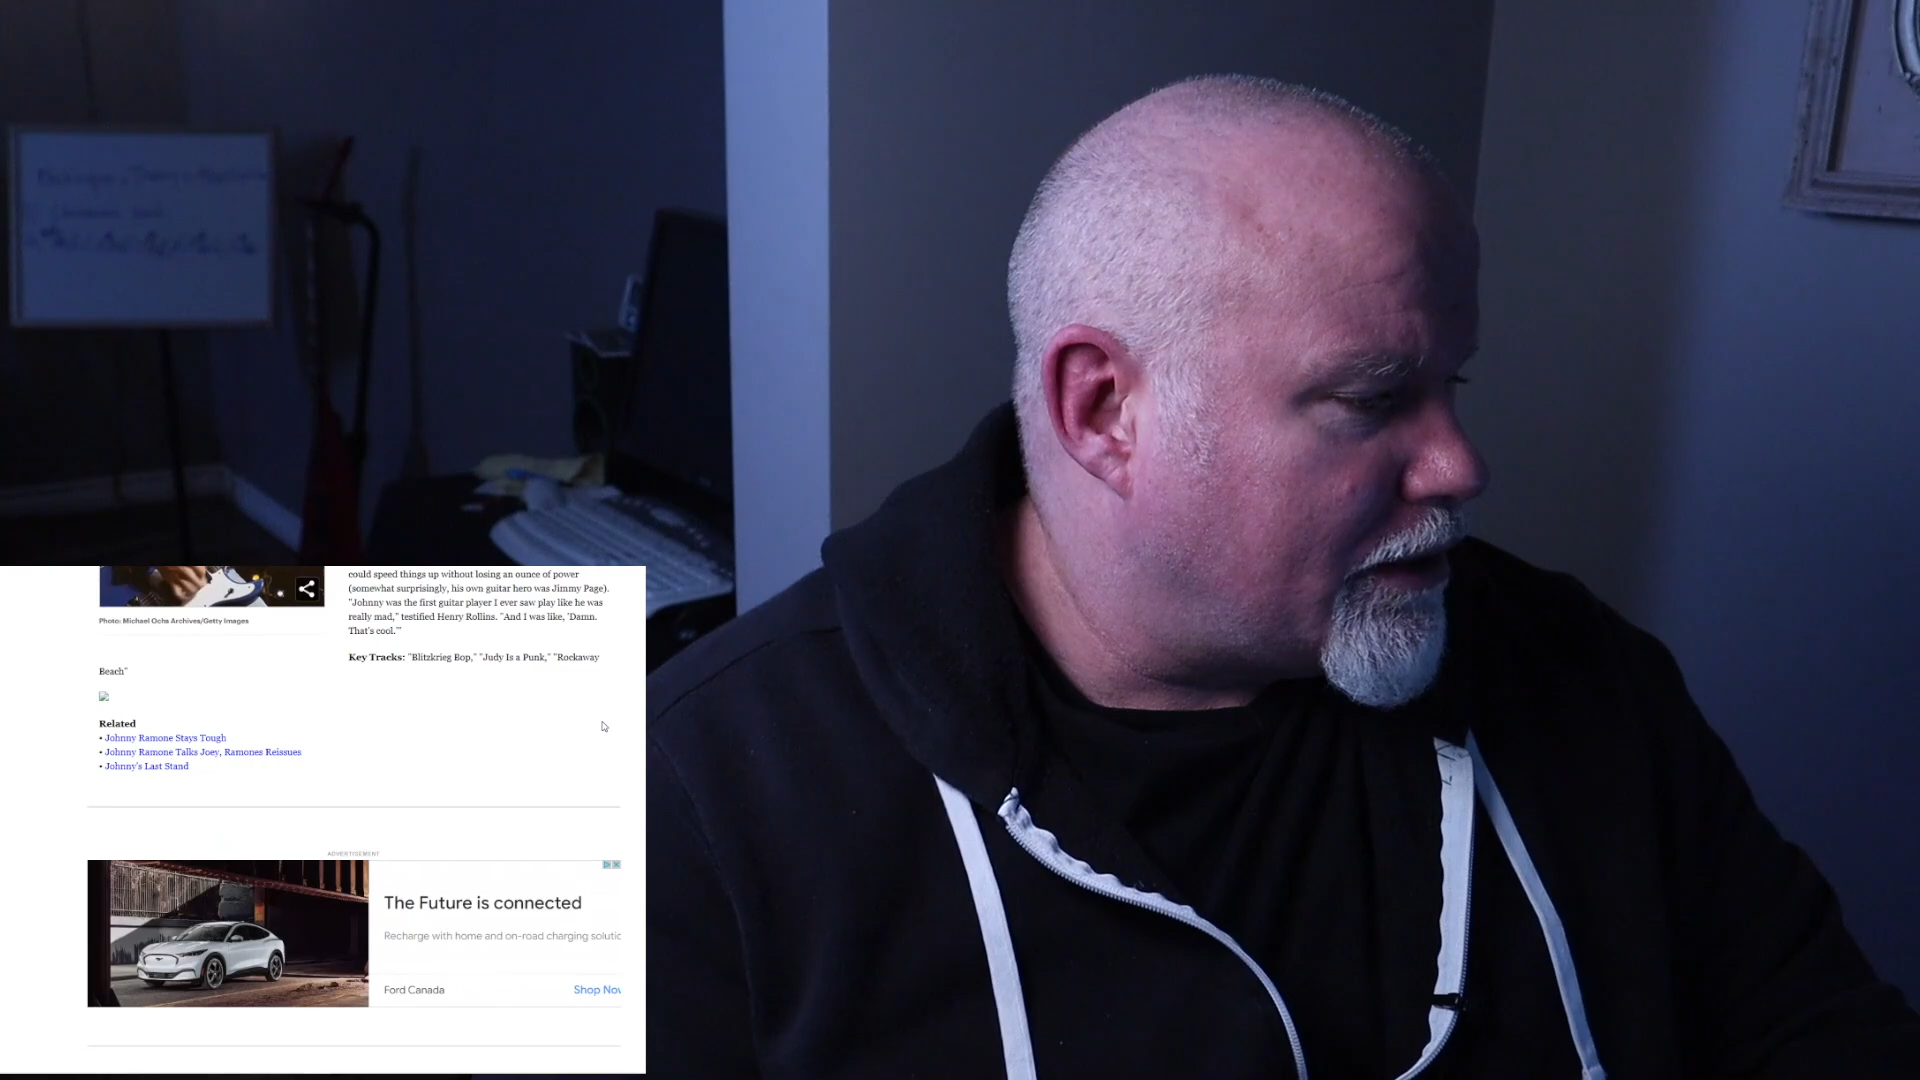 could speed things up without losing an ounce of power
(somewhat surprisingly, his own guitar hero was Jimmy Page).
"Johnny was the first guitar player I ever saw play like he was
really mad," testified Henry Rollins. "And I was like, 'Damn.
That's cool.'"
Photo: Michael Ochs Archives/Getty Images
Key Tracks: "Blitzkrieg Bop," "Judy Is a Punk," "Rockaway
Beach"
Related
• Johnny Ramone Stays Tough
• Johnny Ramone Talks Joey, Ramones Reissues
• Johnny's Last Stand
ADVERTISEMENT
The Future is connected
Recharge with home and on-road charging solutic
Ford Canada
Shop Nov